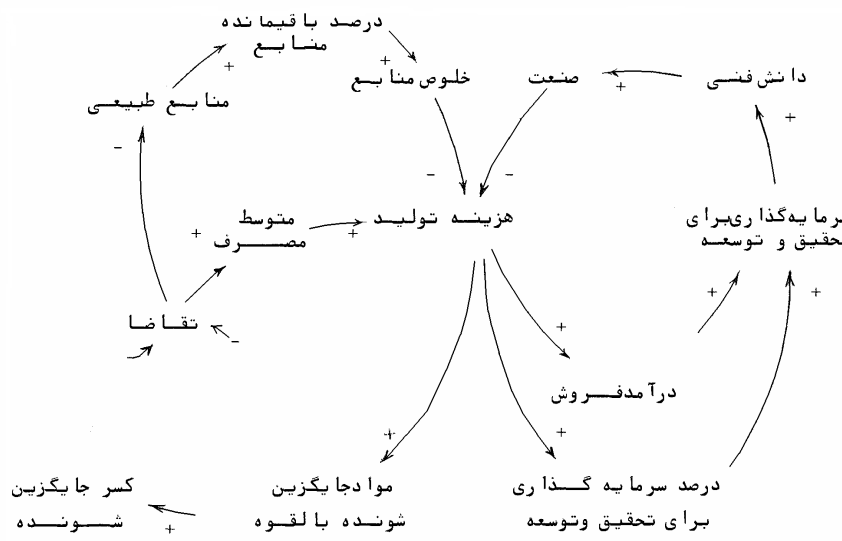 درصد باقیمانده
منابع
خلوص منابع
صنعت
دانش فنی
منابع طبیعی
+
+
+
+
-
-
-
متوسط
مصرف
هزینه تولید
سرمایه‌گذاری برای
تحقیق و توسعه
+
+
تقاضا
-
+
+
+
درآمد فروش
+
+
کسر جایگزین
شونده
مواد جایگزین
شونده بالقوه
درصد سرمایه گذاری
برای تحقیق و توسعه
+